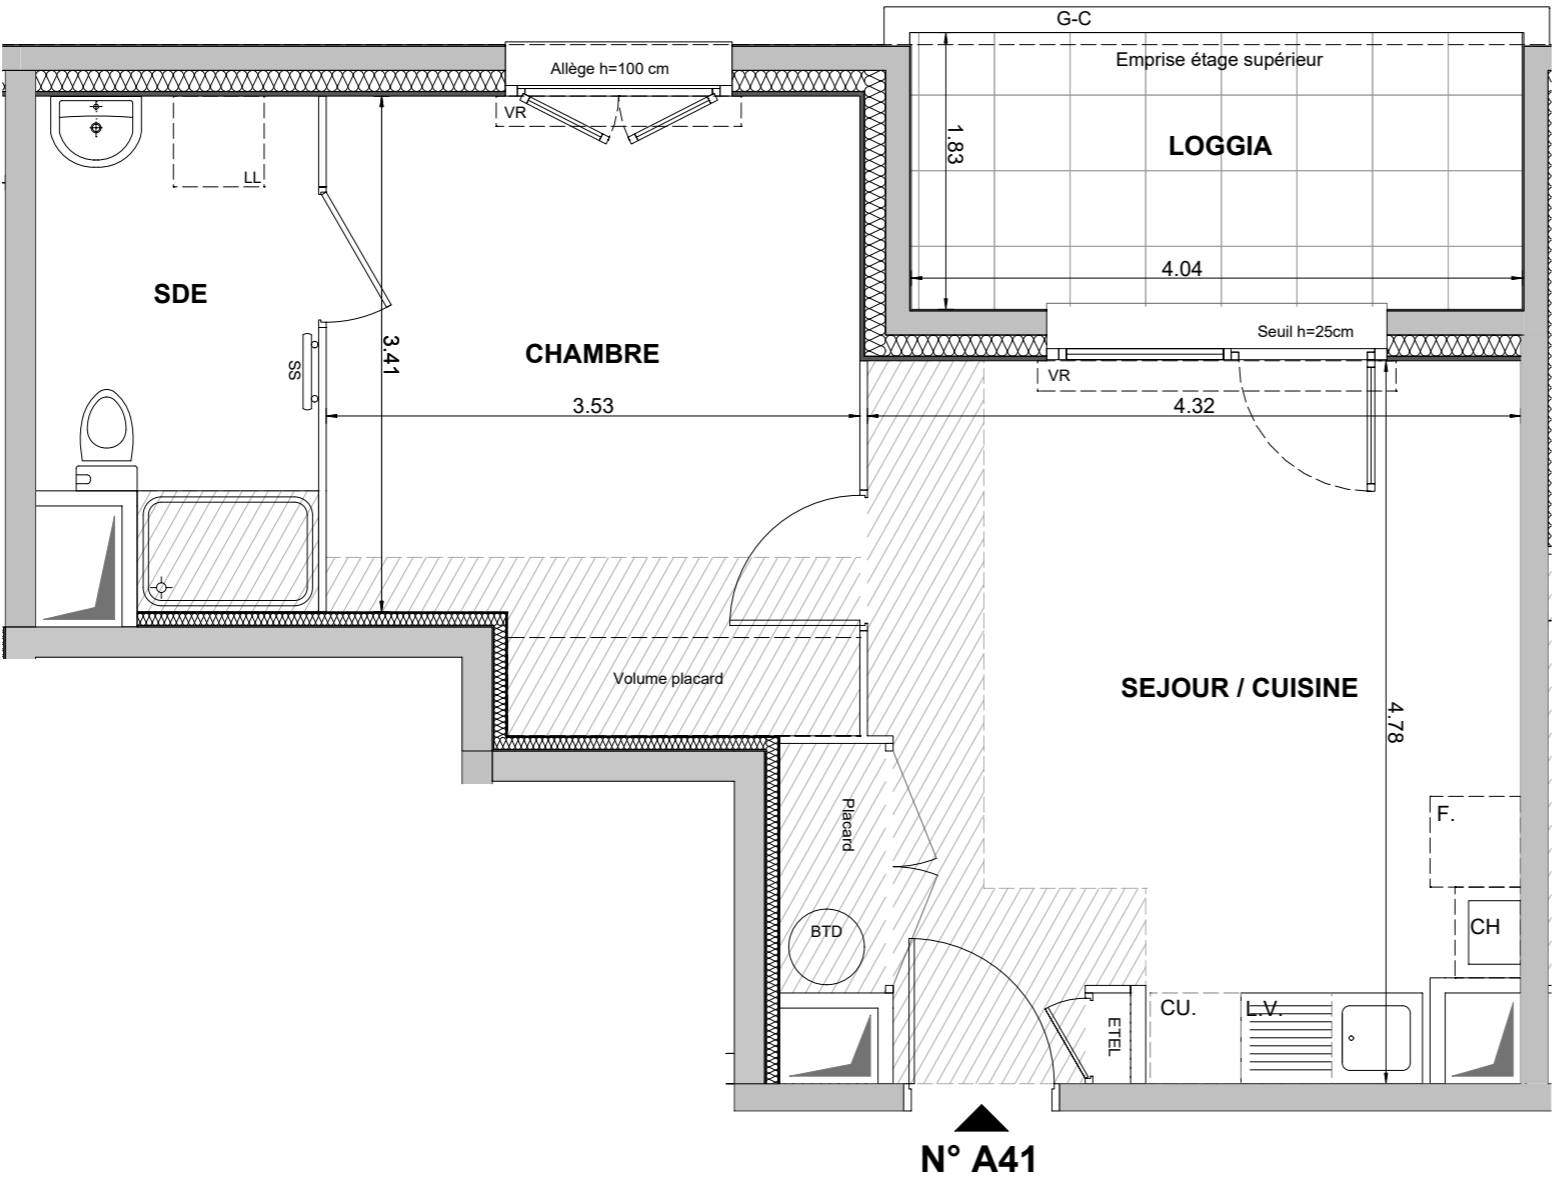 G-C
Emprise étage supérieur
Allège h=100 cm
VR
LL
1.83
LOGGIA
4.04
SDE
Seuil h=25cm
VR
SS
3.41
CHAMBRE
3.53
4.32
Volume placard
SEJOUR / CUISINE
4.78
Placard
F.
BTD
CH
CU.
L.V.
ETEL
N° A41